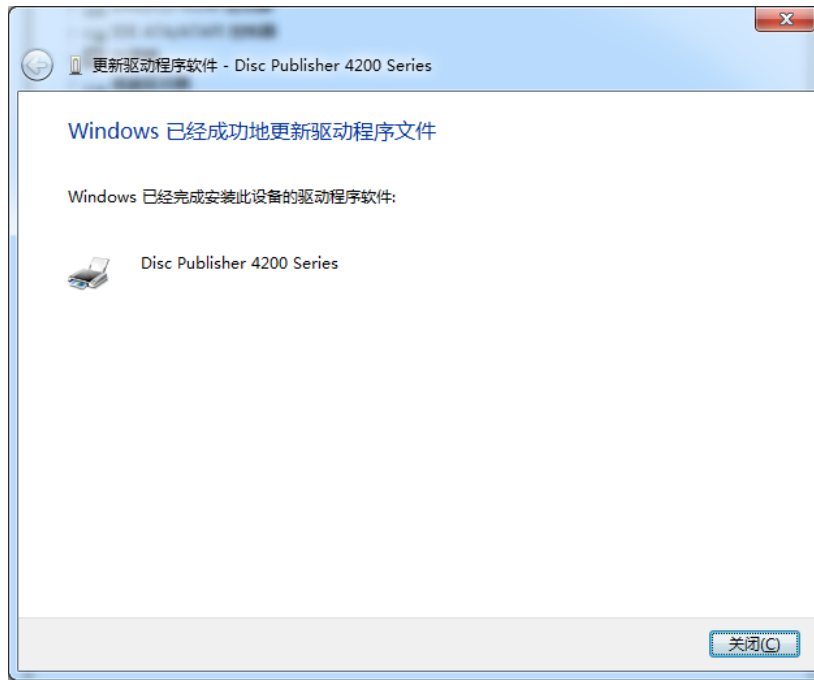 更新驱动程序软件 - Disc Publisher 4200 Series
Windows 已经成功地更新驱动程序文件
Windows 已经完成安装此设备的驱动程序软件:
Disc Publisher 4200 Series
关闭(C)